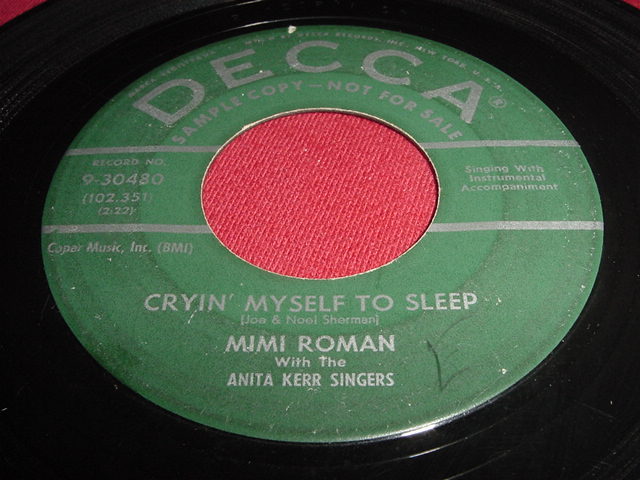 DECCA®
SAMPLE COPY—NOT FOR SALE
RECORD NO.
9-30480
(102,351)
(2:22)
Singing With
Instrumental
Accompaniment
Coper Music, Inc. (BMI)
CRYIN' MYSELF TO SLEEP
(Joe & Noel Sherman)
MIMI ROMAN
With The
ANITA KERR SINGERS